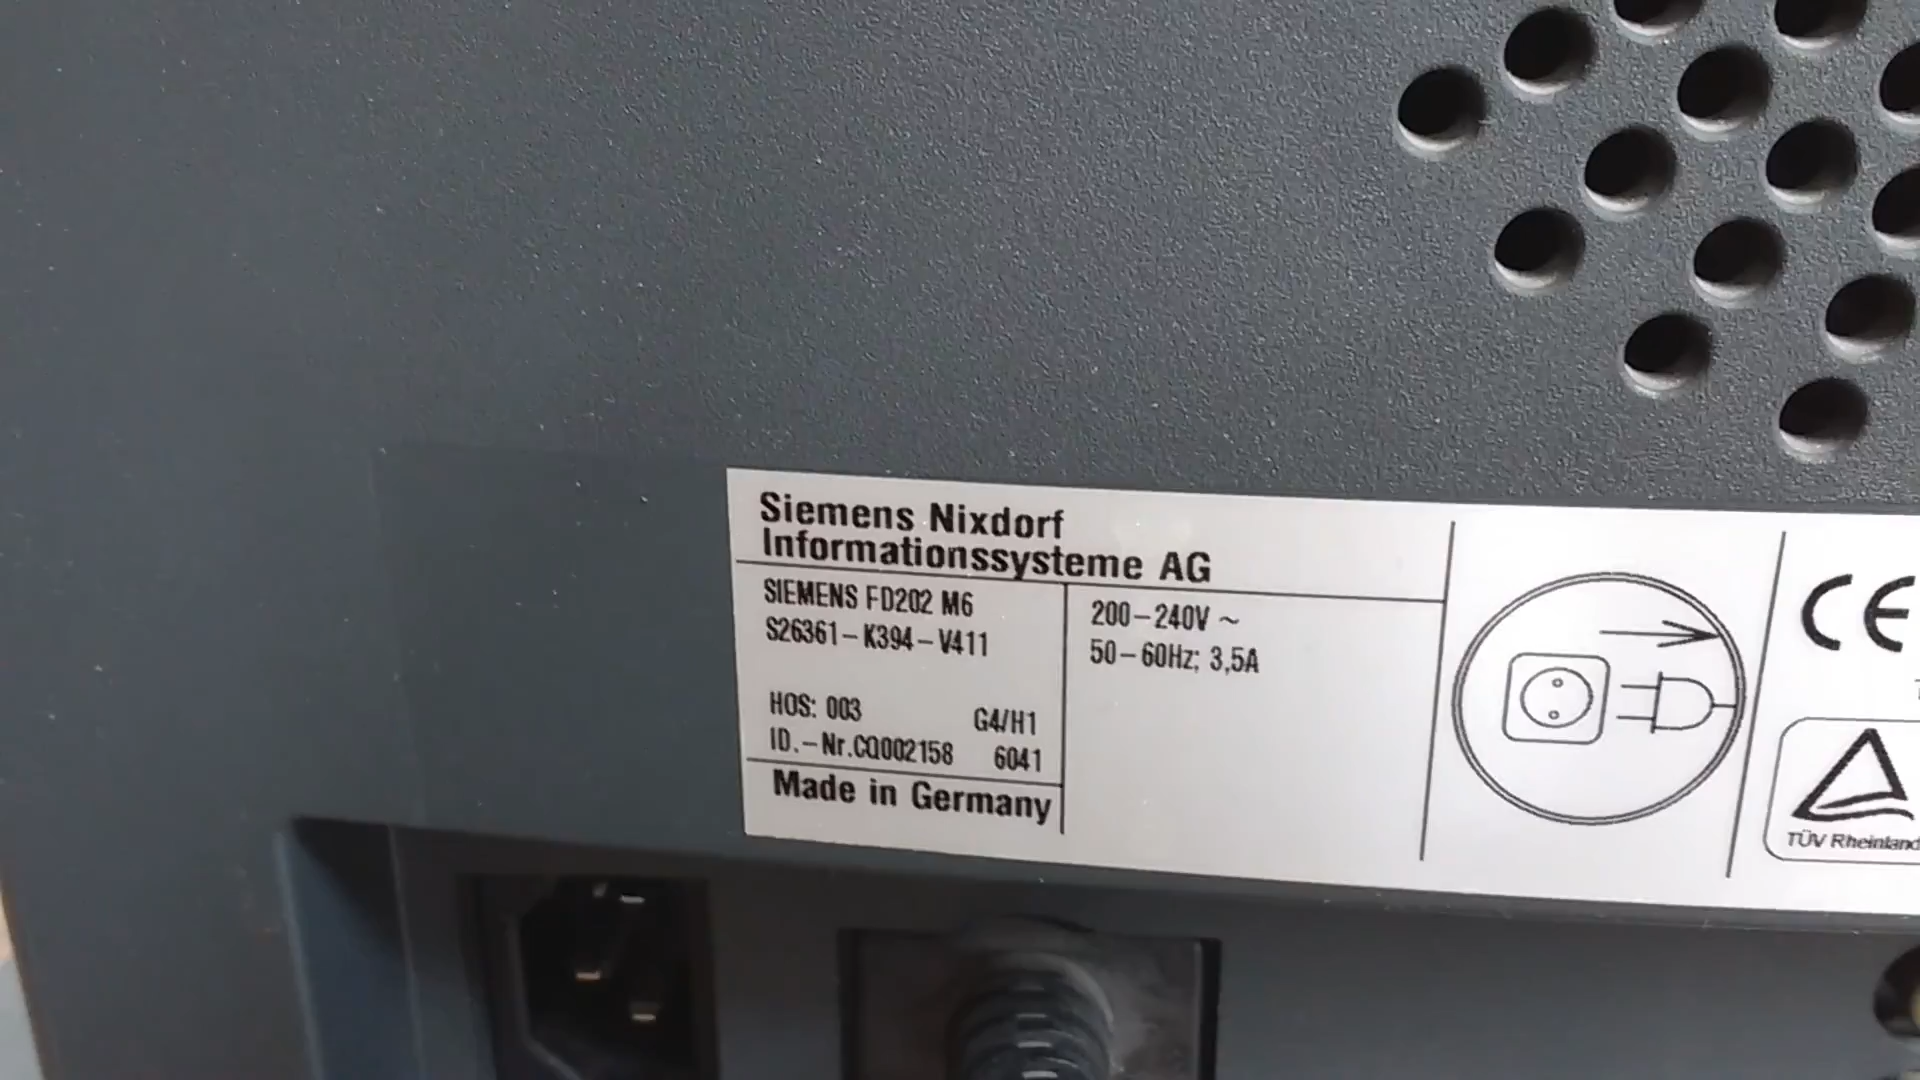 Siemens Nixdorf
Informationssysteme AG
SIEMENS FD202 M6
S26361-K394-V411
HOS: 003 G4/H1
ID.-Nr.CQ002158 6041
Made in Germany
200-240V ~
50-60Hz; 3,5A
CE
TÜV Rheinland